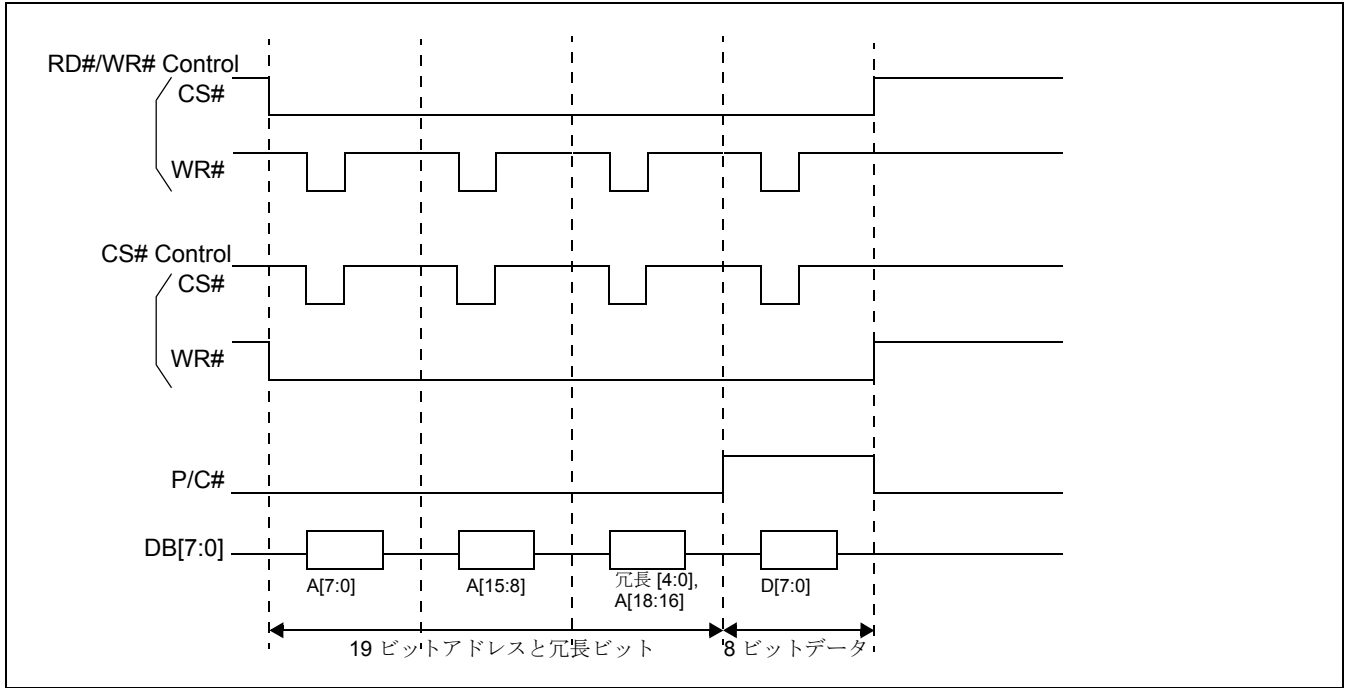 RD#/WR# Control
CS#
WR#
CS# Control
CS#
WR#
P/C#
DB[7:0]
A[7:0]
A[15:8]
冗長 [4:0],
A[18:16]
D[7:0]
19 ビットアドレスと冗長ビット
8 ビットデータ